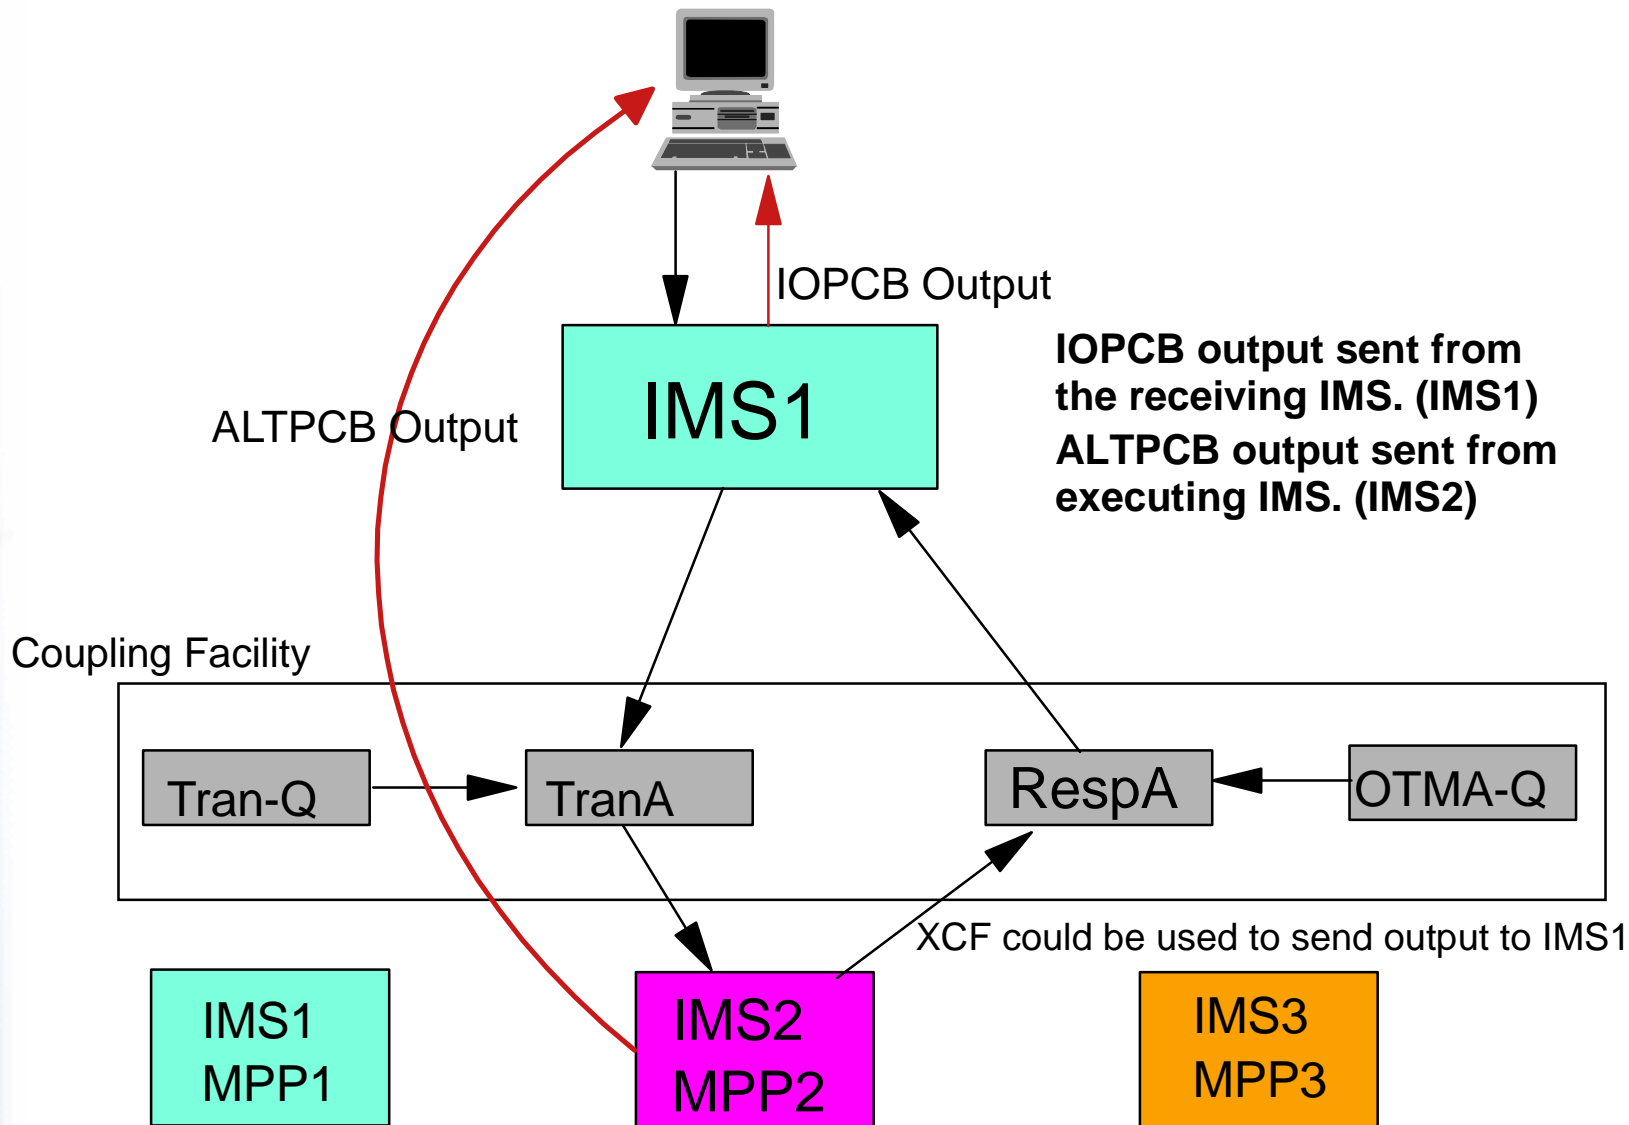 IOPCB Output
IMS1
IOPCB output sent from
the receiving IMS. (IMS1)
ALTPCB output sent from
executing IMS. (IMS2)
ALTPCB Output
Coupling Facility
Tran-Q
TranA
RespA
OTMA-Q
XCF could be used to send output to IMS1
IMS1
MPP1
IMS2
MPP2
IMS3
MPP3